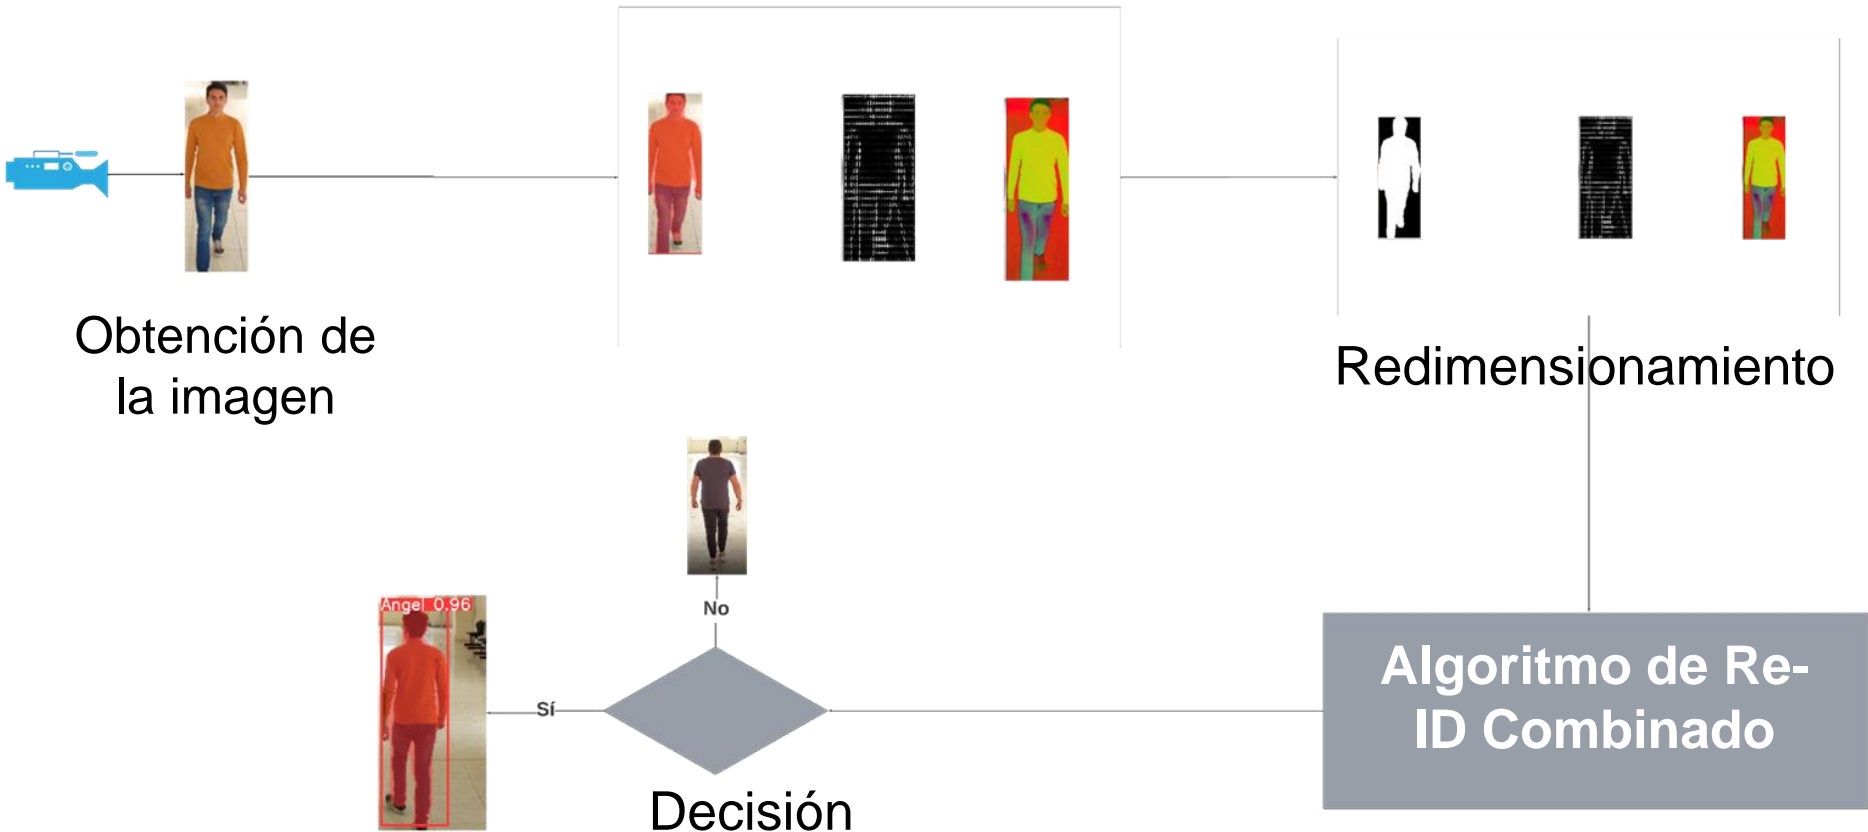 Obtención de
la imagen
Redimensionamiento
No
Angel 0.96
Sí
Algoritmo de Re-
ID Combinado
Decisión